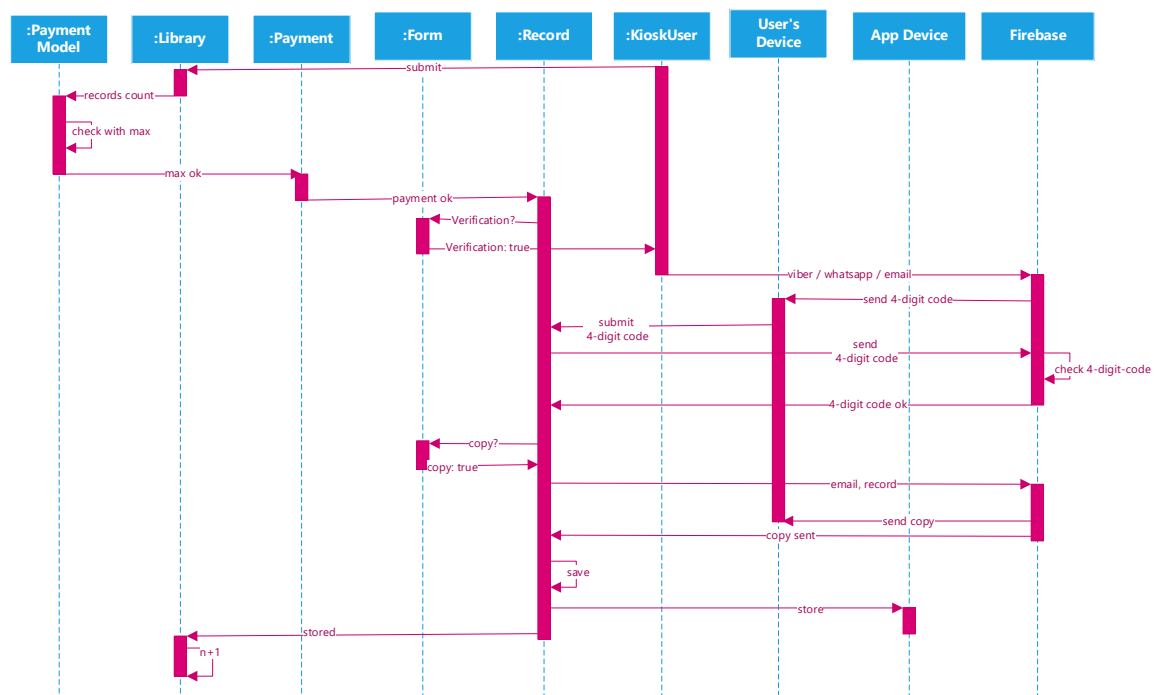 :Payment
Model
:Library
:Payment
:Form
:Record
:KioskUser
User's
Device
App Device
Firebase
submit
records count
check with max
max ok
payment ok
Verification?
Verification: true
viber / whatsapp / email
send 4-digit code
submit
4-digit code
send
4-digit code
check 4-digit-code
4-digit code ok
copy?
copy: true
email, record
send copy
copy sent
save
store
stored
n+1